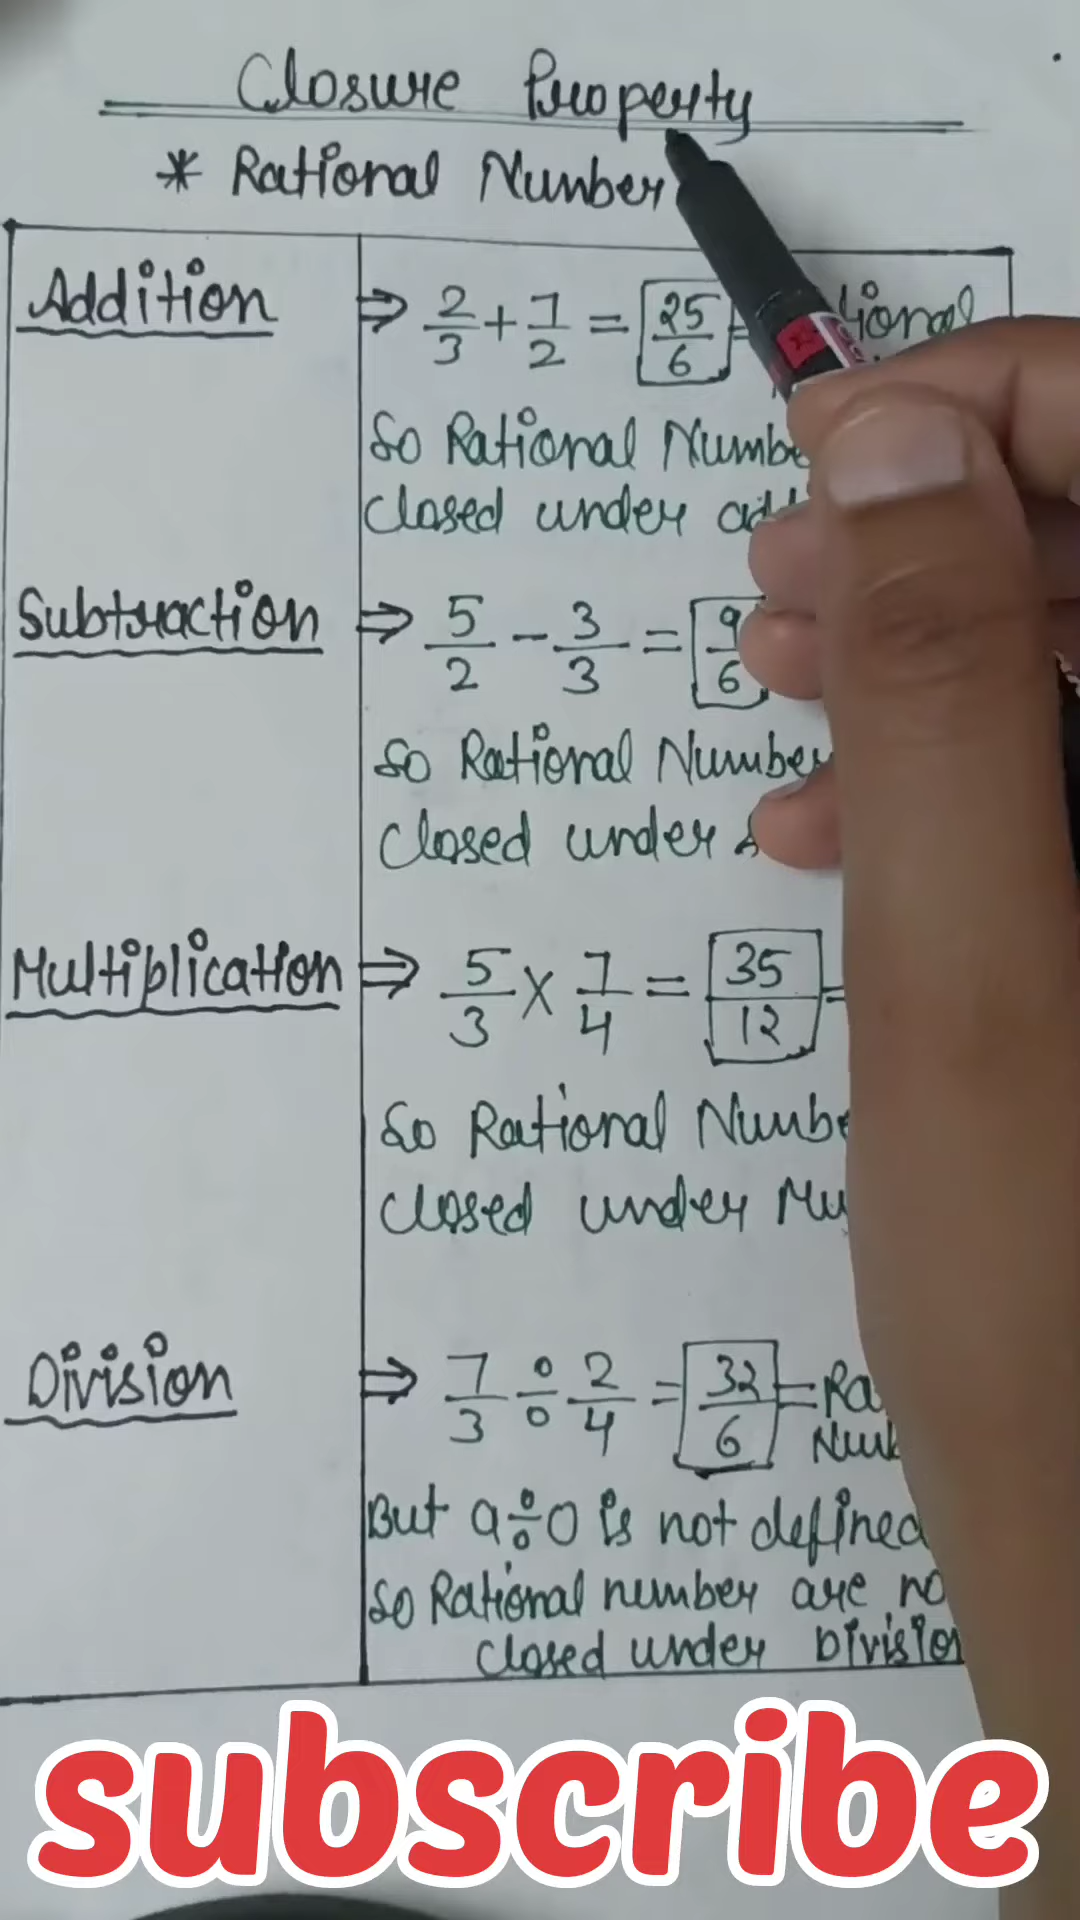 Closure Property
* Rational Number
Addition ⇒ 2/3 + 7/2 = 25/6 =
So Rational
closed under
Subtraction ⇒ 5/2 - 3/3 = 9/6
So Rational Number
closed under
Multiplication ⇒ 5/3 x 7/4 = 35/12 =
So Rational
closed under
Division ⇒ 7/3 ÷ 2/4 = 32/6 =
But a÷0 is not defined
So Rational number are
closed under Division
subscribe